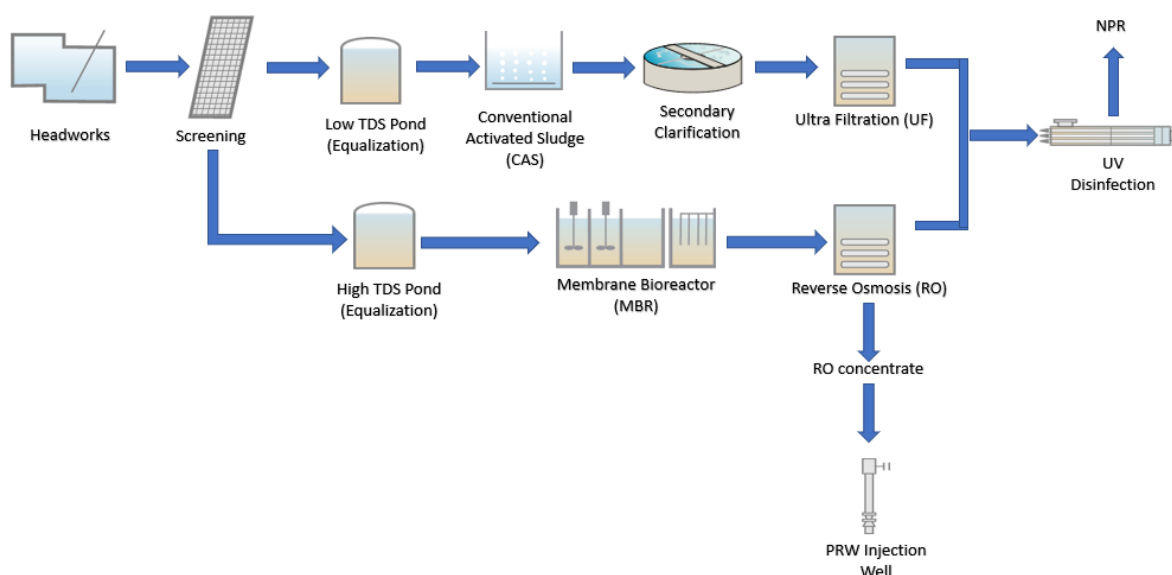 NPR
Headworks
Screening
Low TDS Pond
(Equalization)
Conventional
Activated Sludge
(CAS)
Secondary
Clarification
Ultra Filtration (UF)
UV
Disinfection
High TDS Pond
(Equalization)
Membrane Bioreactor
(MBR)
Reverse Osmosis (RO)
RO concentrate
PRW Injection
Well